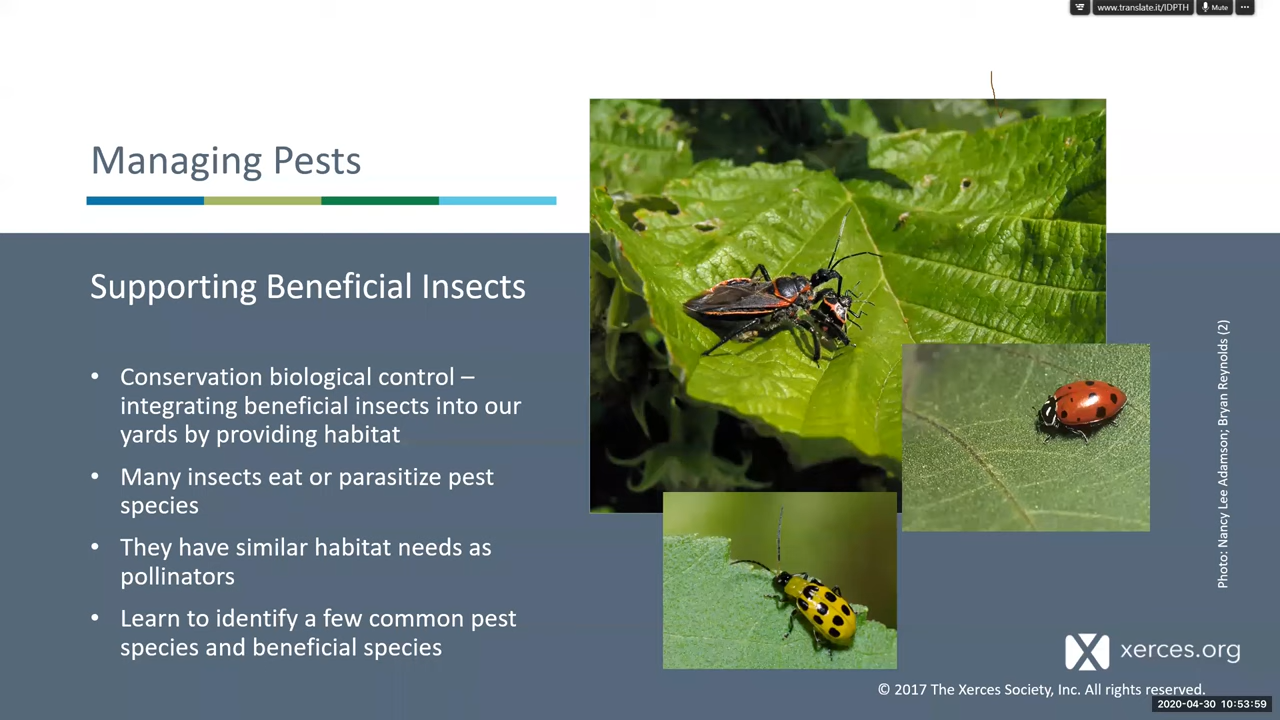 www.translate.it/IDPTH
Mute
Managing Pests
Supporting Beneficial Insects
• Conservation biological control –
integrating beneficial insects into our
yards by providing habitat
• Many insects eat or parasitize pest
species
• They have similar habitat needs as
pollinators
• Learn to identify a few common pest
species and beneficial species
Photo: Nancy Lee Adamson; Bryan Reynolds (2)
xerces.org
© 2017 The Xerces Society, Inc. All rights reserved.
2020-04-30 10:53:59